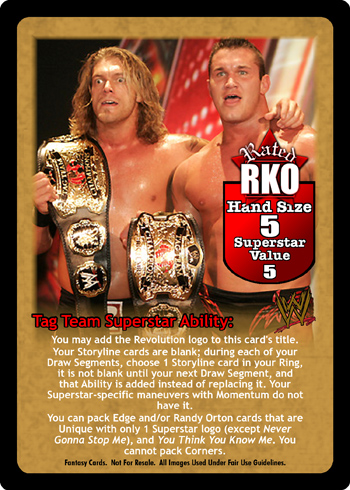 Rated
RKO
Hand Size
5
Superstar
Value
5
Tag Team Superstar Ability:
You may add the Revolution logo to this card's title.
Your Storyline cards are blank; during each of your
Draw Segments, choose 1 Storyline card in your Ring,
it is not blank until your next Draw Segment, and
that Ability is added instead of replacing it. Your
Superstar-specific maneuvers with Momentum do not
have it.
You can pack Edge and/or Randy Orton cards that are
Unique with only 1 Superstar logo (except Never
Gonna Stop Me), and You Think You Know Me. You
cannot pack Corners.
Fantasy Cards. Not For Resale. All Images Used Under Fair Use Guidelines.